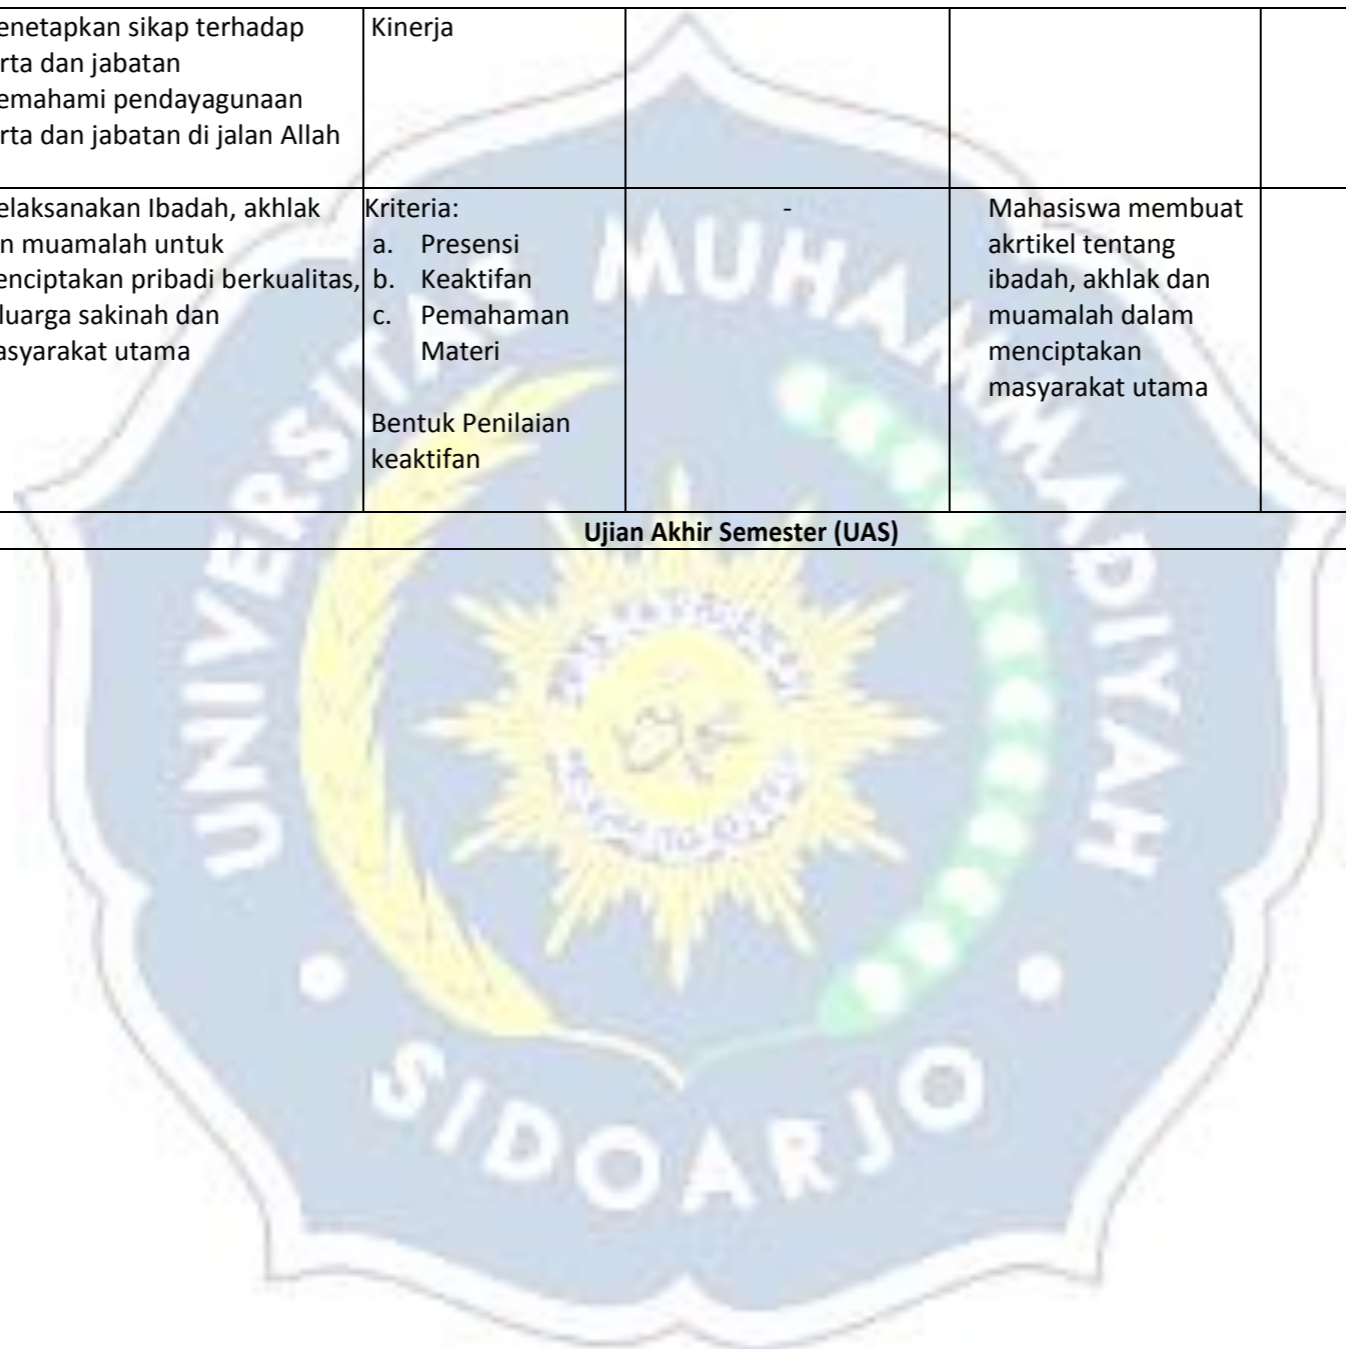 enetapkan sikap terhadap
rta dan jabatan
emahami pendayagunaan
rta dan jabatan di jalan Allah
Kinerja
elaksanakan Ibadah, akhlak
n muamalah untuk
enciptakan pribadi berkualitas,
luarga sakinah dan
asyarakat utama
Kriteria:
a. Presensi
b. Keaktifan
c. Pemahaman
Materi
Bentuk Penilaian
keaktifan
-
Mahasiswa membuat
akrtikel tentang
ibadah, akhlak dan
muamalah dalam
menciptakan
masyarakat utama
Ujian Akhir Semester (UAS)
UNIVERSITAS MUHAMMADIYAH
SIDOARJO